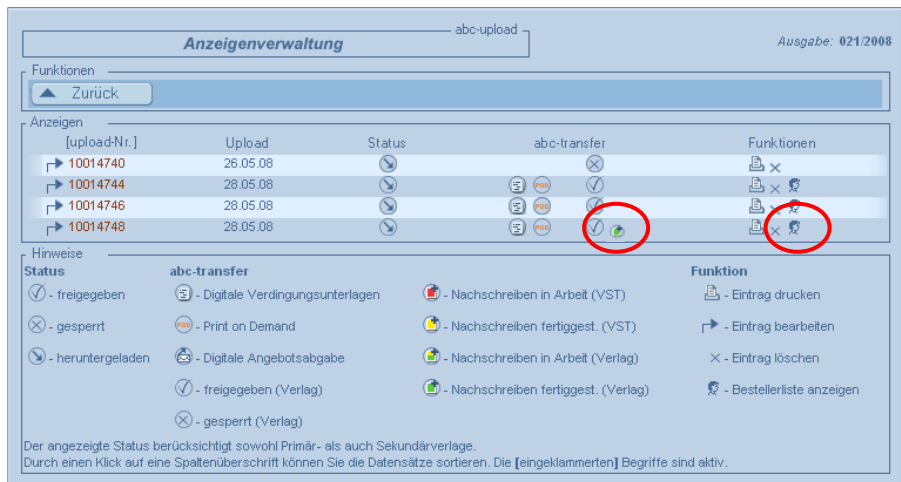 abc-upload
Anzeigenverwaltung
Ausgabe: 021/2008
Funktionen
Zurück
Anzeigen
[upload-Nr.] Upload Status abc-transfer Funktionen
10014740 26.05.08
10014744 28.05.08 POD
10014746 28.05.08 POD
10014748 28.05.08 POD
Hinweise
Status abc-transfer Funktion
- freigegeben - Digitale Verdingungsunterlagen - Nachschreiben in Arbeit (VST) - Eintrag drucken
- gesperrt POD - Print on Demand - Nachschreiben fertiggest. (VST) - Eintrag bearbeiten
- heruntergeladen - Digitale Angebotsabgabe - Nachschreiben in Arbeit (Verlag) - Eintrag löschen
- freigegeben (Verlag) - Nachschreiben fertiggest. (Verlag) - Bestellerliste anzeigen
- gesperrt (Verlag)
Der angezeigte Status berücksichtigt sowohl Primär- als auch Sekundärverlage.
Durch einen Klick auf eine Spaltenüberschrift können Sie die Datensätze sortieren. Die [eingeklammerten] Begriffe sind aktiv.